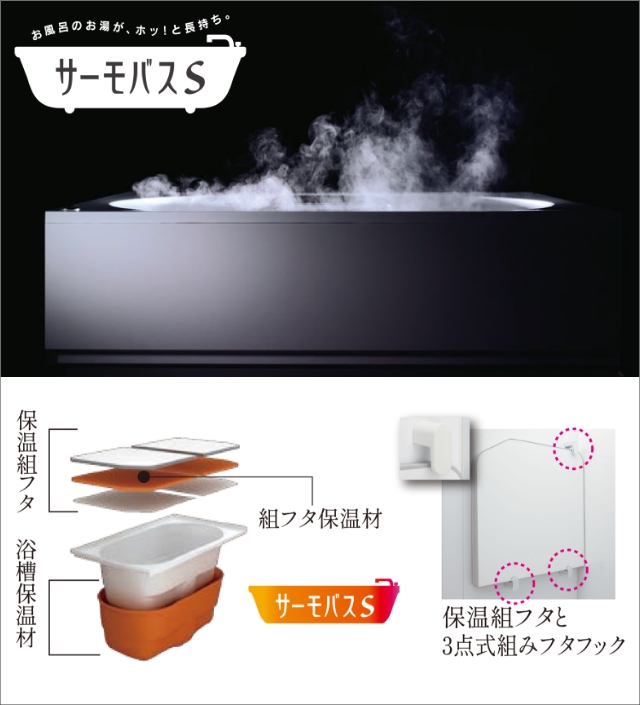 お風呂のお湯が、ホッ!と長持ち。
サーモバスS
保温組フタ
組フタ保温材
浴槽保温材
サーモバスS
保温組フタと
3点式組みフタフック